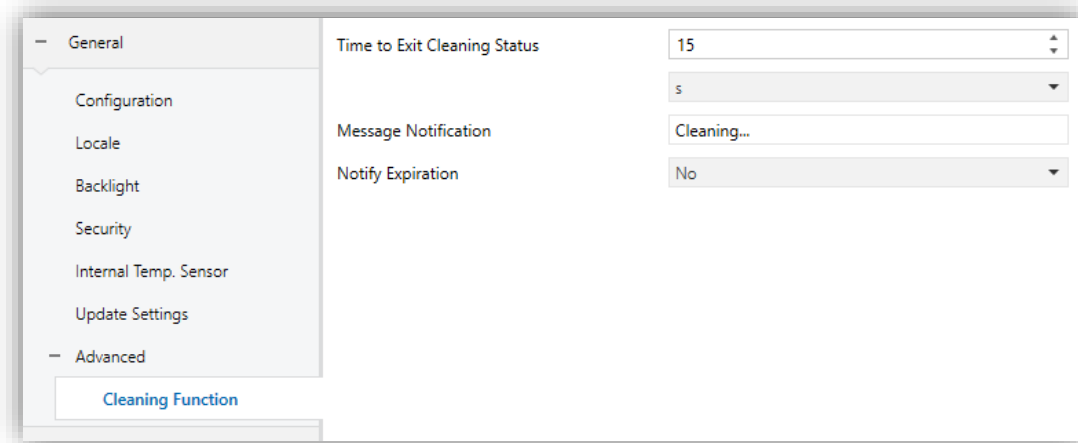 General
Configuration
Locale
Backlight
Security
Internal Temp. Sensor
Update Settings
Advanced
Cleaning Function
Time to Exit Cleaning Status
15
s
Message Notification
Cleaning...
Notify Expiration
No